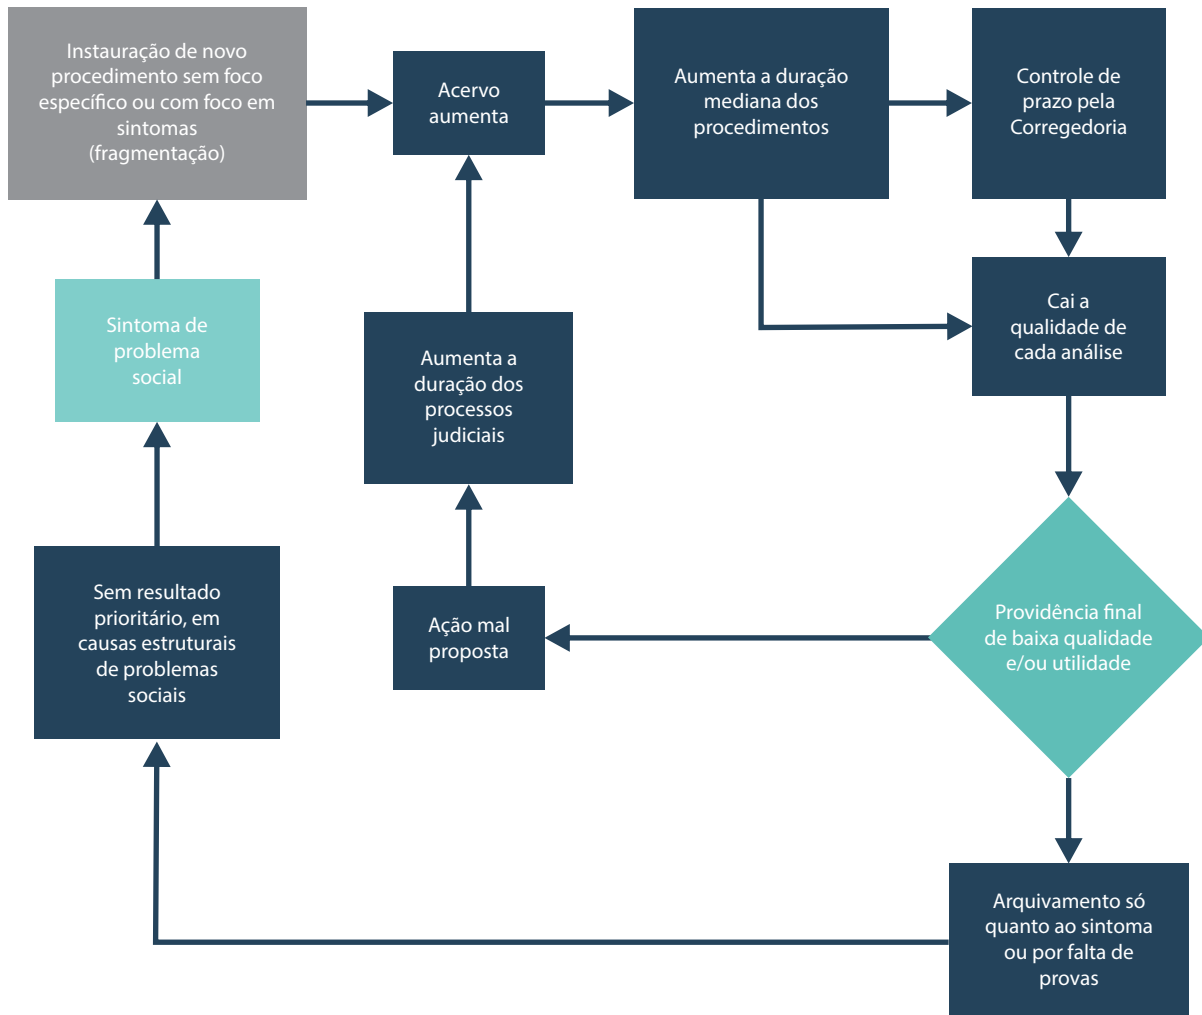 Instauração de novo
procedimento sem foco
específico ou com foco em
sintomas
(fragmentação)
Acervo
aumenta
Aumenta a duração
mediana dos
procedimentos
Controle de
prazo pela
Corregedoria
Cai a
qualidade de
cada análise
Sintoma de
problema
social
Aumenta a
duração dos
processos
judiciais
Sem resultado
prioritário, em
causas estruturais
de problemas
sociais
Ação mal
proposta
Providência final
de baixa qualidade
e/ou utilidade
Arquivamento só
quanto ao sintoma
ou por falta de
provas